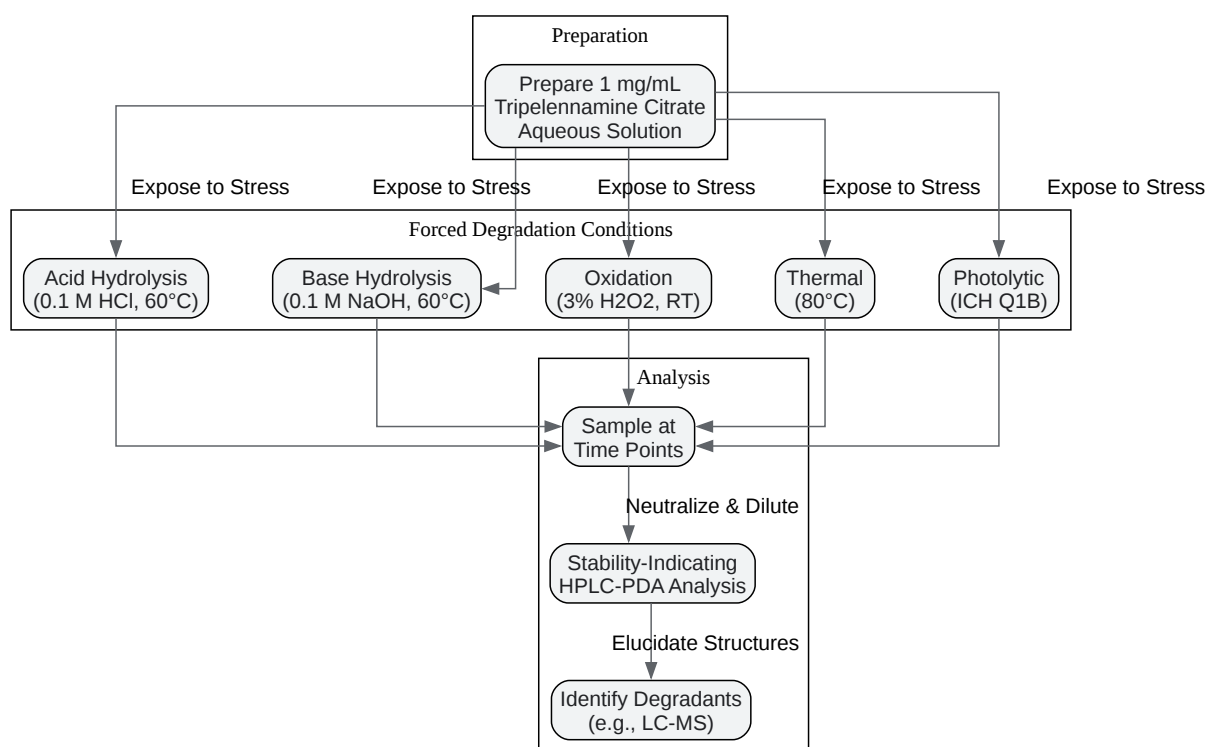 Preparation
Prepare 1 mg/mL
Tripelennamine Citrate
Aqueous Solution
Expose to Stress
Expose to Stress
Expose to Stress
Expose to Stress
Expose to Stress
Forced Degradation Conditions
Acid Hydrolysis
(0.1 M HCl, 60°C)
Base Hydrolysis
(0.1 M NaOH, 60°C)
Oxidation
(3% H2O2, RT)
Thermal
(80°C)
Photolytic
(ICH Q1B)
Analysis
Sample at
Time Points
Neutralize & Dilute
Stability-Indicating
HPLC-PDA Analysis
Elucidate Structures
Identify Degradants
(e.g., LC-MS)